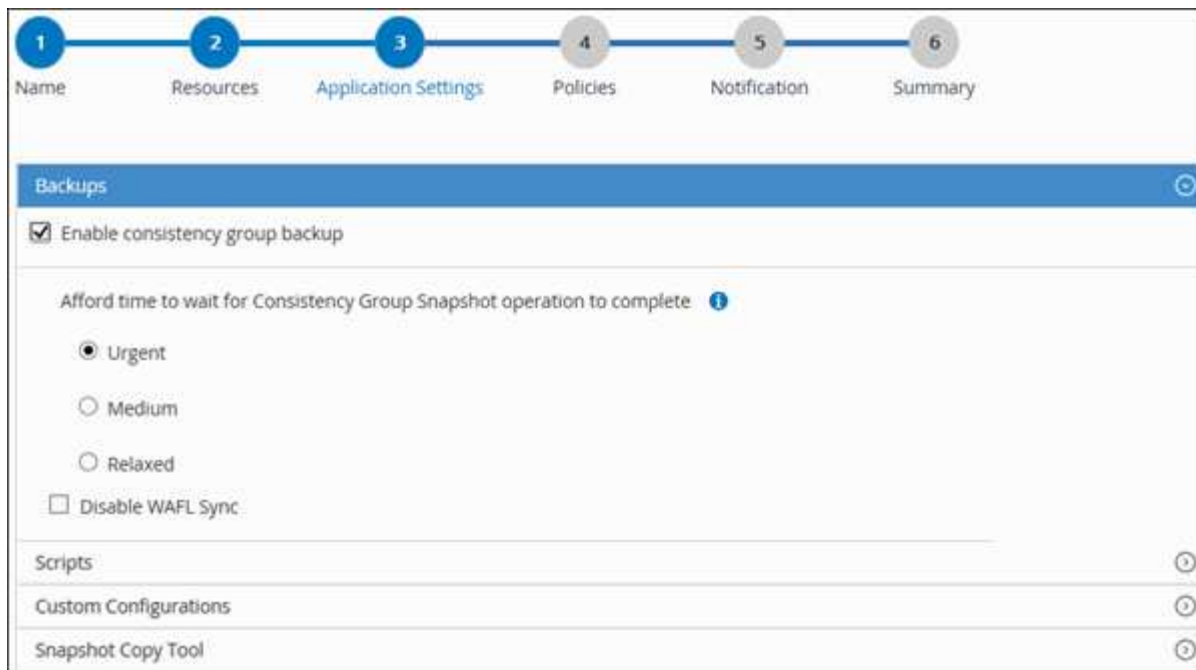 1 2 3 4 5 6
Name Resources Application Settings Policies Notification Summary
Backups
Enable consistency group backup
Afford time to wait for Consistency Group Snapshot operation to complete i
Urgent
Medium
Relaxed
Disable WAFL Sync
Scripts
Custom Configurations
Snapshot Copy Tool